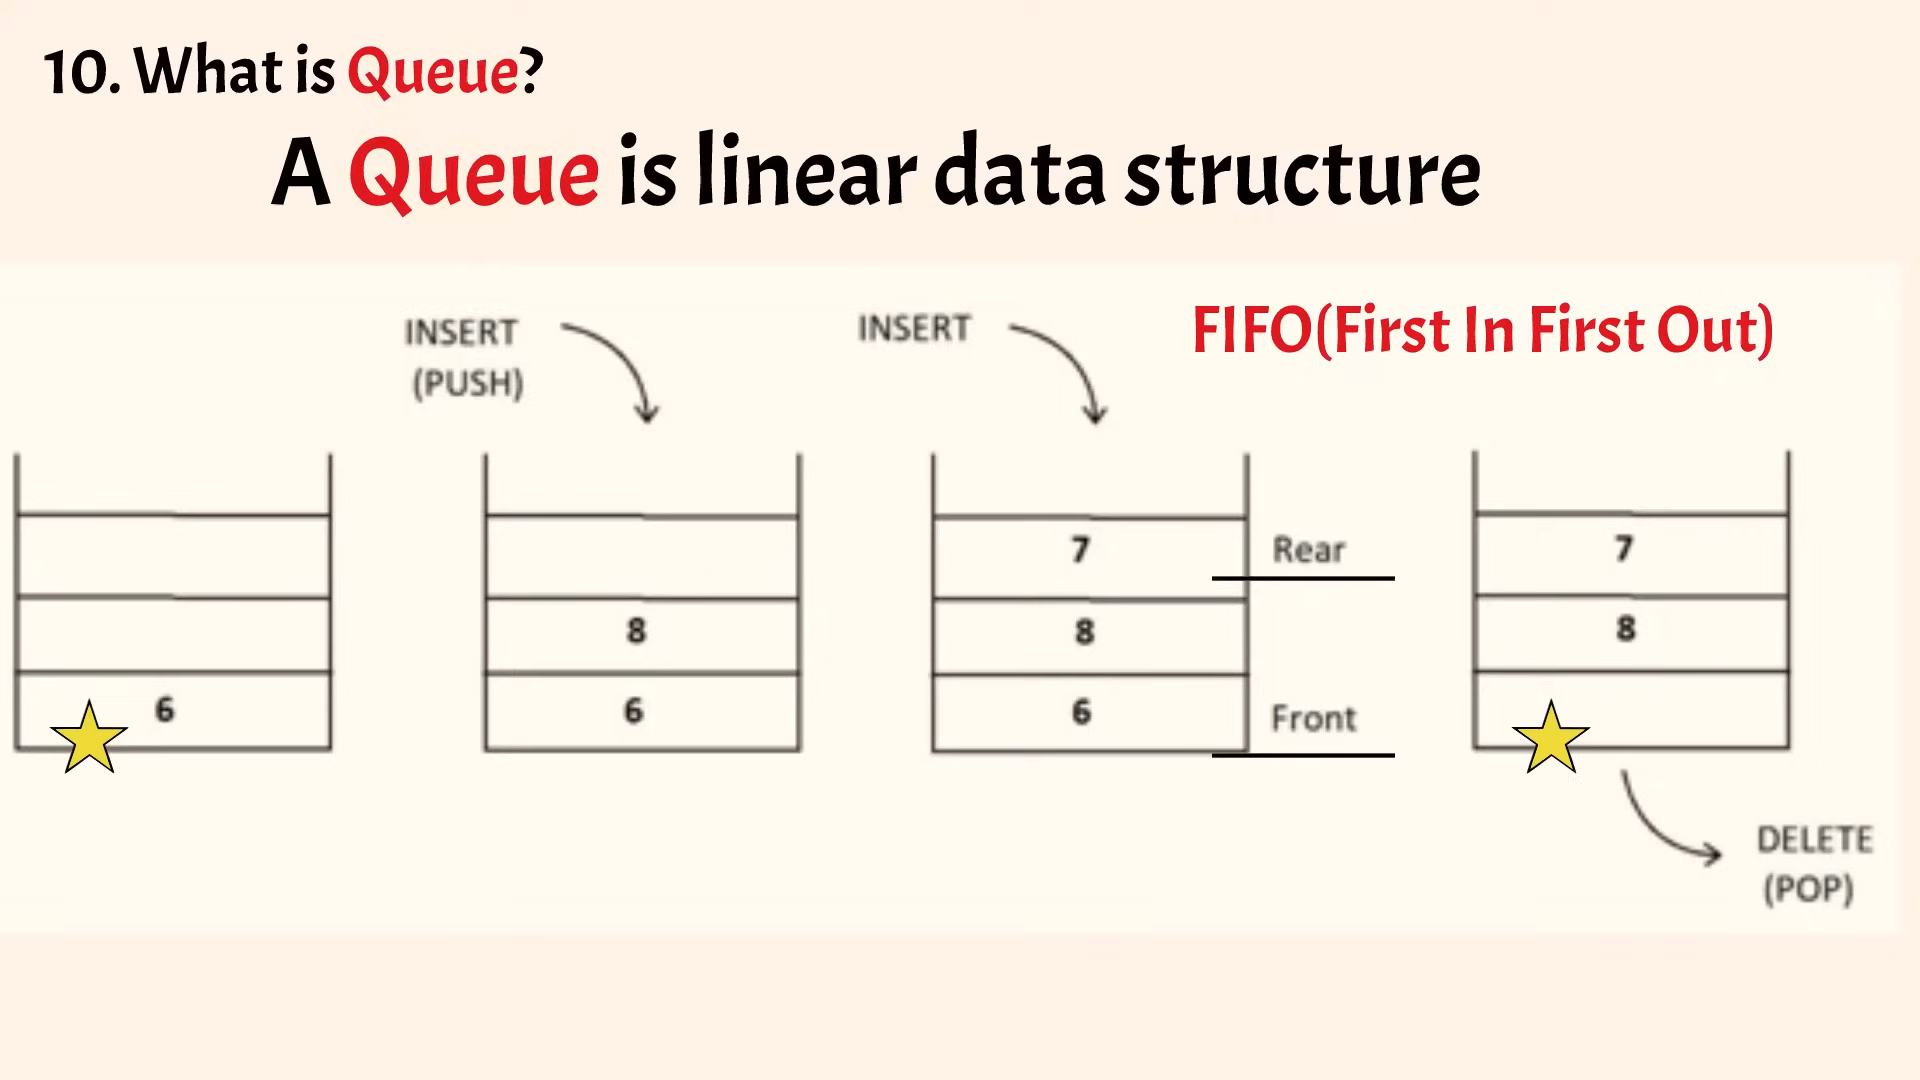 10. What is Queue?
A Queue is linear data structure
INSERT
(PUSH)
INSERT
FIFO(First In First Out)
6
8
6
7
8
6
Rear
Front
7
8
DELETE
(POP)